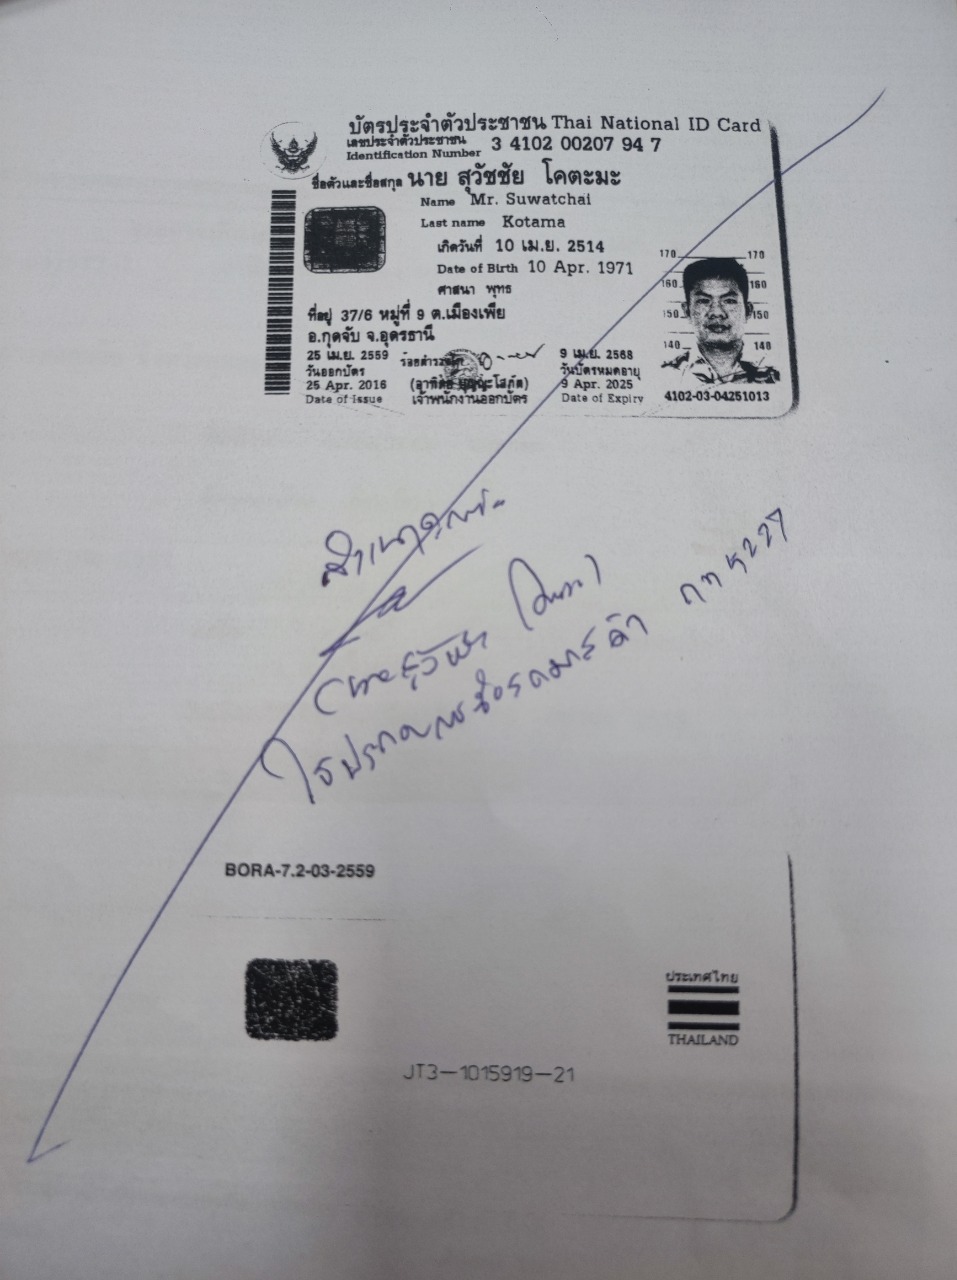 บัตรประจำตัวประชาชน Thai National ID Card
เลขประจำตัวประชาชน
Identification Number 3 4102 00207 94 7
ชื่อตัวและชื่อสกุล นาย สุวัชชัย โคตะมะ
Name Mr. Suwatchai
Last name Kotama
เกิดวันที่ 10 เม.ย. 2514
Date of Birth 10 Apr. 1971
ศาสนา พุทธ
ที่อยู่ 37/6 หมู่ที่ 9 ต.เมืองเพีย
อ.กุดจับ จ.อุดรธานี
25 เม.ย. 2559
วันออกบัตร
25 Apr. 2016
Date of Issue
เจ้าพนักงานออกบัตร
9 เม.ย. 2568
วันบัตรหมดอายุ
9 Apr. 2025
Date of Expiry
170 170
160 160
150 150
140 140
4102-03-04251013
สำเนาถูกต้อง
BORA-7.2-03-2559
ประเทศไทย
THAILAND
JT3-1015919-21